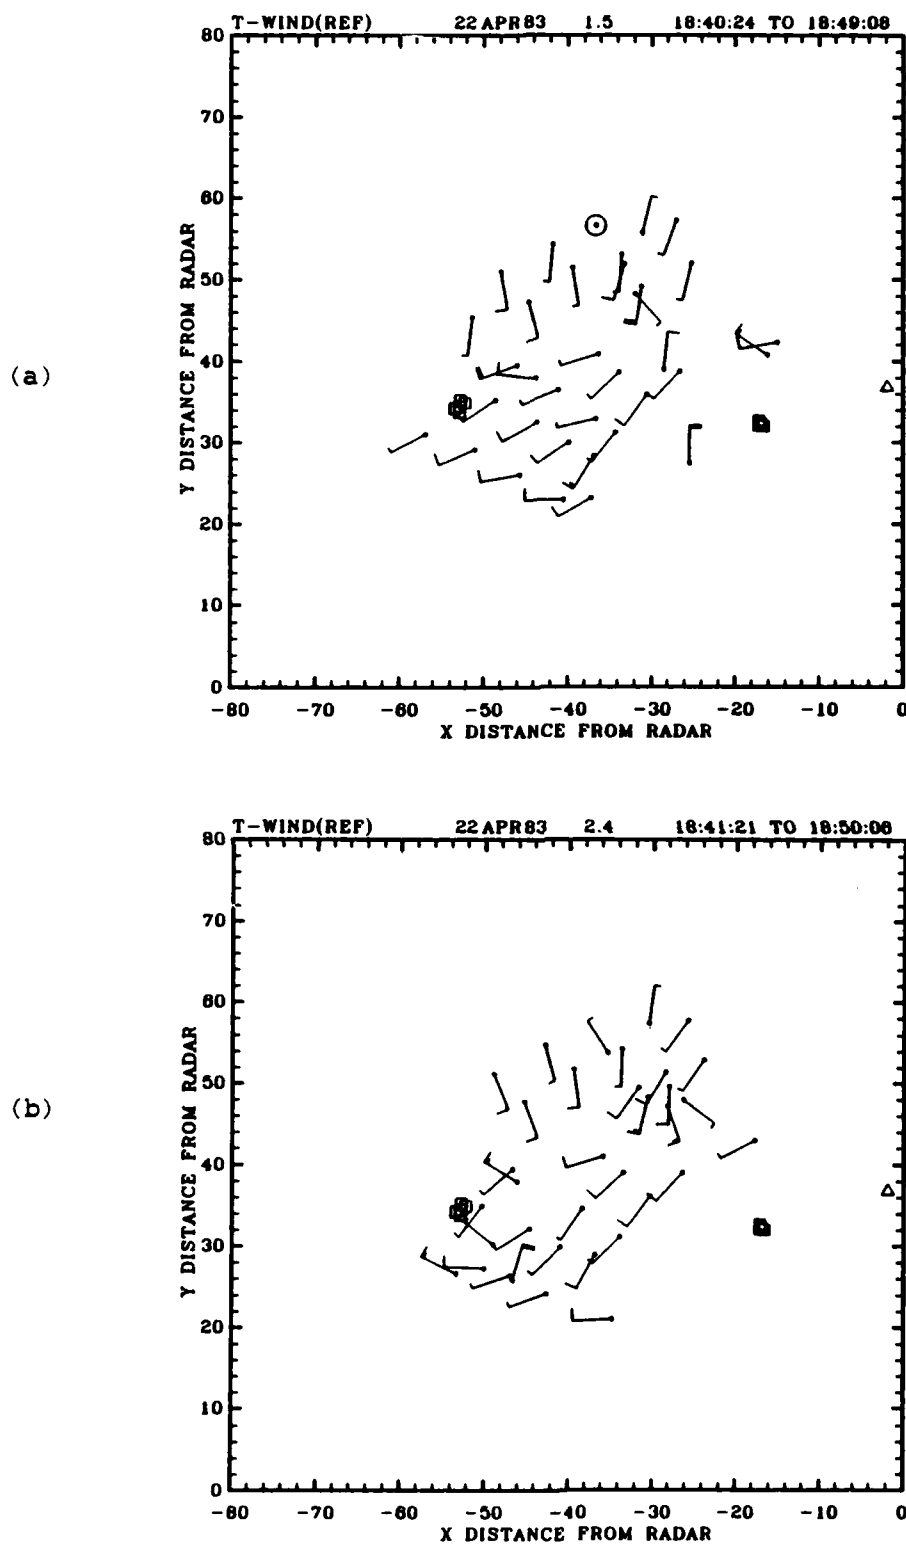 T-WIND(REF) 22APR83 1.5 18:40:24 TO 18:49:08
80
70
60
50
40
30
20
10
0
Y DISTANCE FROM RADAR
(a)
-80 -70 -60 -50 -40 -30 -20 -10 0
X DISTANCE FROM RADAR
T-WIND(REF) 22APR83 2.4 18:41:21 TO 18:50:06
80
70
60
50
40
30
20
10
0
Y DISTANCE FROM RADAR
(b)
-80 -70 -60 -50 -40 -30 -20 -10 0
X DISTANCE FROM RADAR